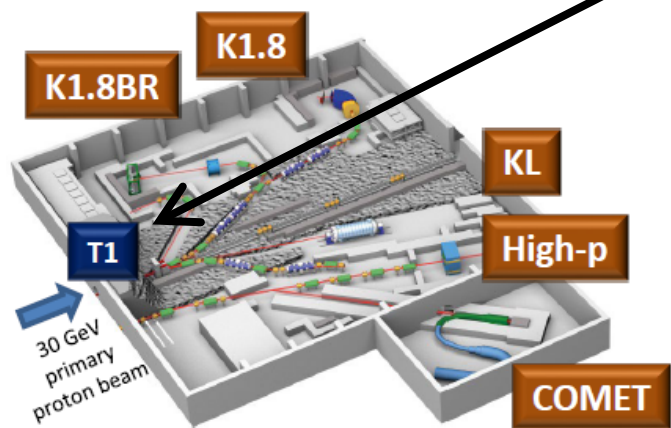 K1.8
K1.8BR
KL
T1
High-p
30 GeV
primary
proton beam
COMET